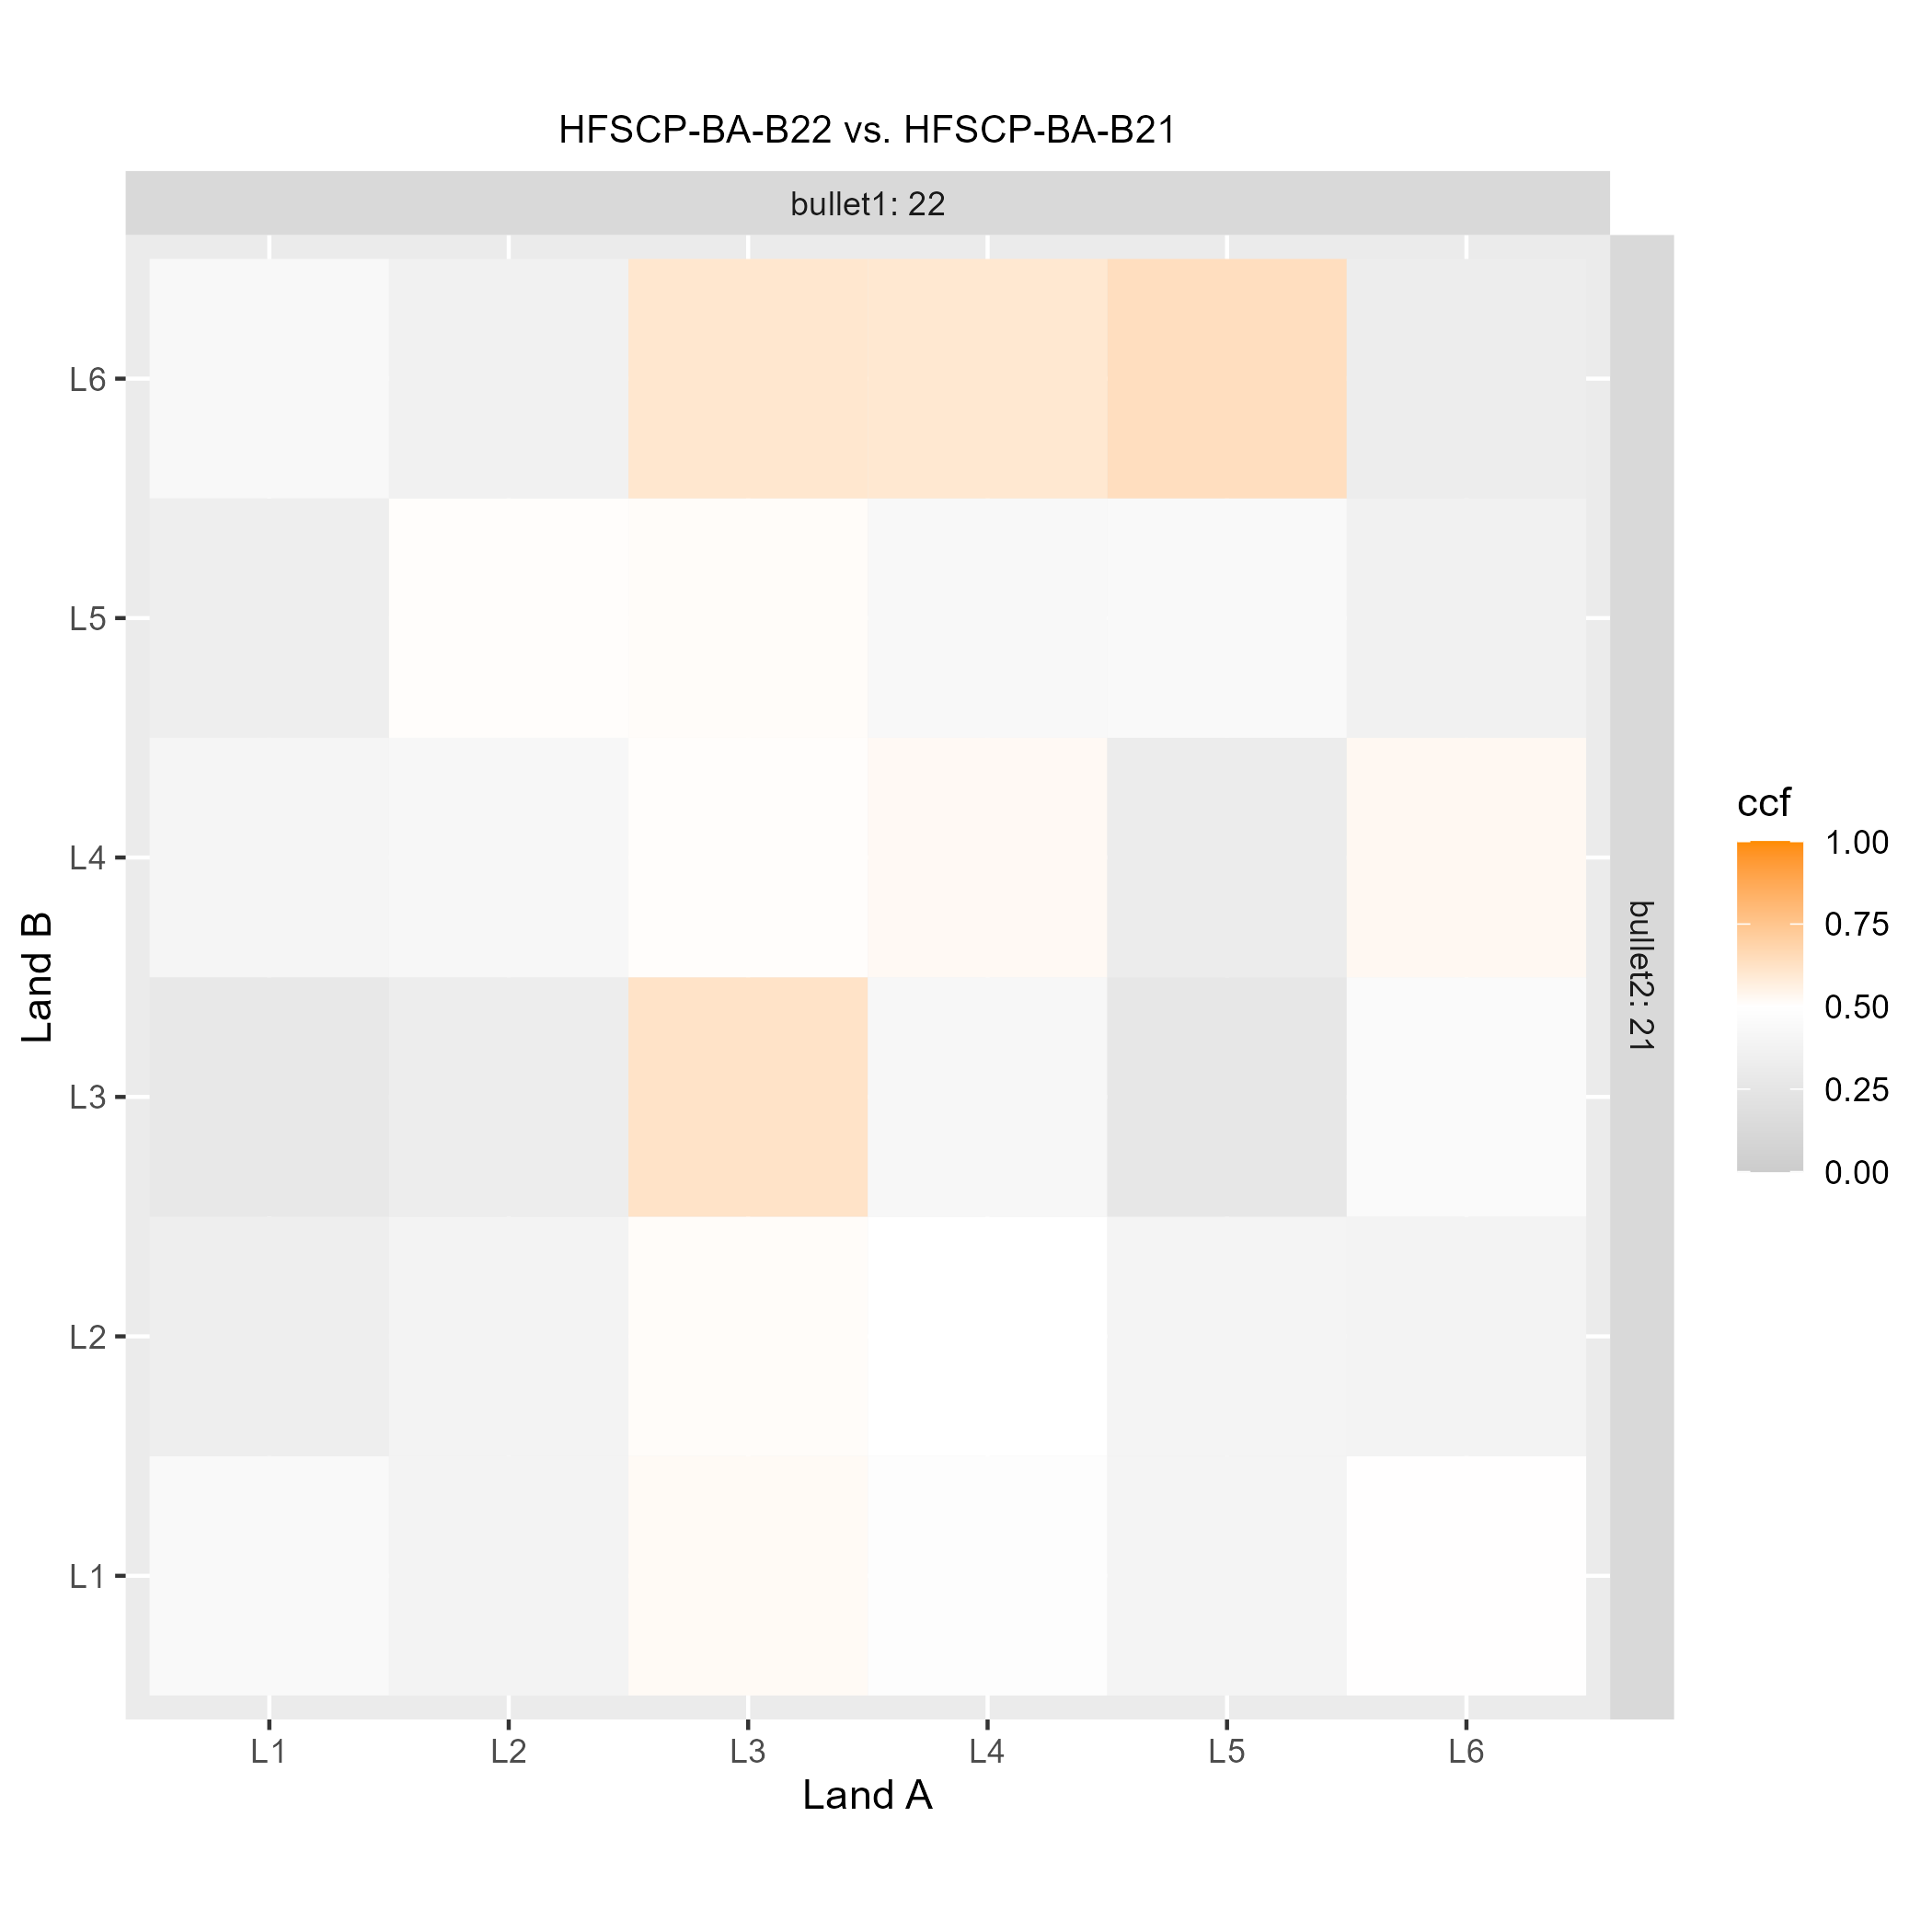 HFSCP-BA-B22 vs. HFSCP-BA-B21
bullet1: 22
L6
L5
L4
L3
L2
L1
Land B
bullet2: 21
L1
L2
L3
L4
L5
L6
Land A
ccf
1.00
0.75
0.50
0.25
0.00